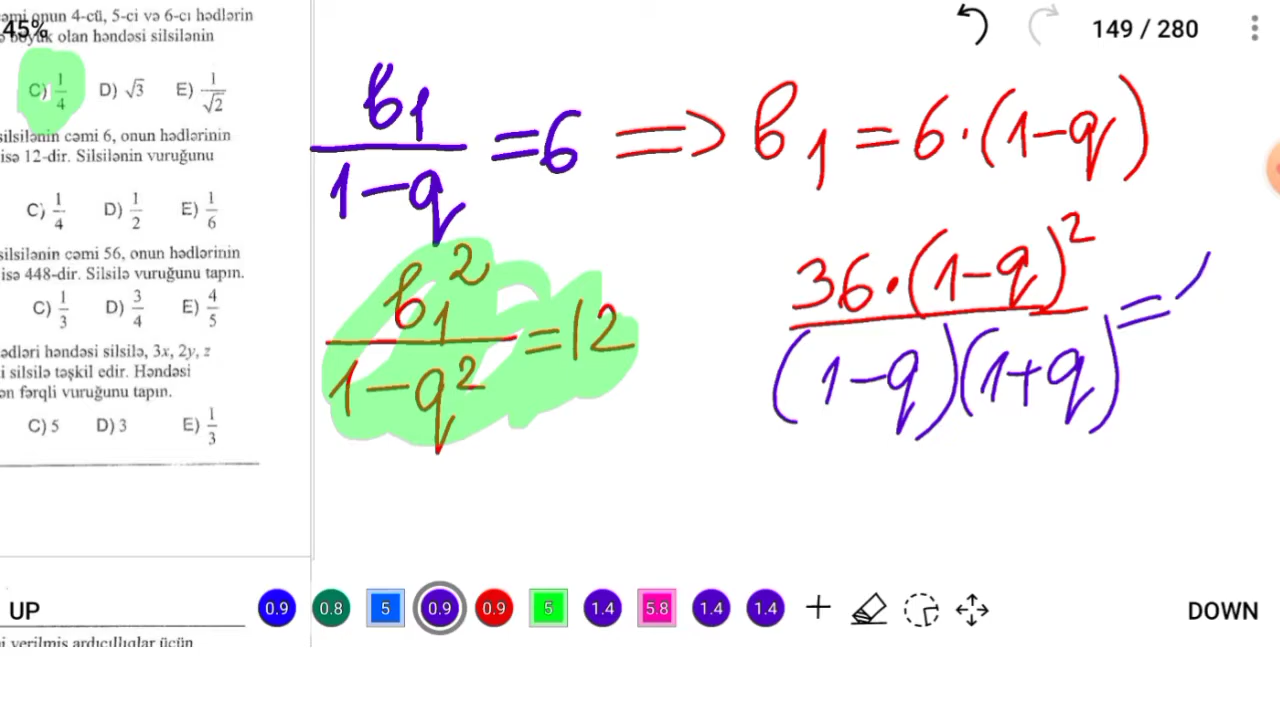 əmi onun 4-cü, 5-ci və 6-cı hədlərin
45%
böyük olan həndəsi silsilənin
C) 1/4 D) √3 E) 1/√2
silsilənin cəmi 6, onun hədlərinin
isə 12-dir. Silsilənin vuruğunu
C) 1/4 D) 1/2 E) 1/6
silsilənin cəmi 56, onun hədlərinin
isə 448-dir. Silsilə vuruğunu tapın.
C) 1/3 D) 3/4 E) 4/5
ədləri həndəsi silsilə, 3x, 2y, z
i silsilə təşkil edir. Həndəsi
ən fərqli vuruğunu tapın.
C) 5 D) 3 E) 1/3
149 / 280
b₁/(1-q) = 6 => b₁ = 6·(1-q)
b₁²/(1-q²) = 12
36·(1-q)²/((1-q)(1+q)) =
UP
0.9 0.8 5 0.9 0.9 5 1.4 5.8 1.4 1.4
DOWN
i verilmiş ardıcıllıqlar üçün